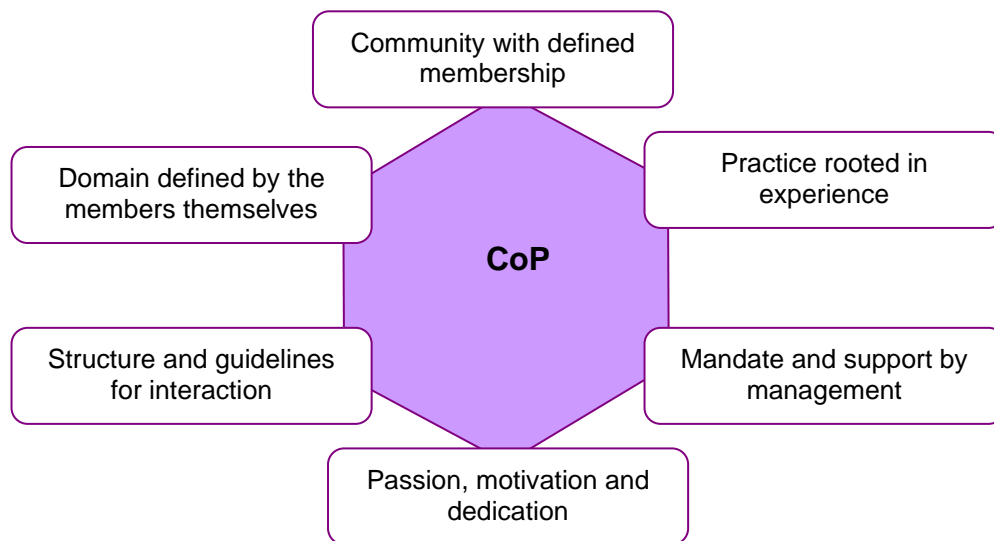 Community with defined
membership
Domain defined by the
members themselves
Practice rooted in
experience
CoP
Structure and guidelines
for interaction
Mandate and support by
management
Passion, motivation and
dedication